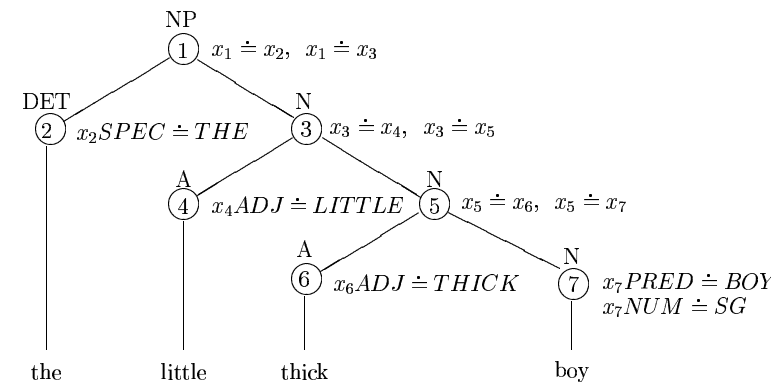 NP
1 x₁ ≐ x₂, x₁ ≐ x₃
DET N
2 x₂SPEC ≐ THE 3 x₃ ≐ x₄, x₃ ≐ x₅
A N
4 x₄ADJ ≐ LITTLE 5 x₅ ≐ x₆, x₅ ≐ x₇
A N
6 x₆ADJ ≐ THICK 7 x₇PRED ≐ BOY
x₇NUM ≐ SG
the little thick boy